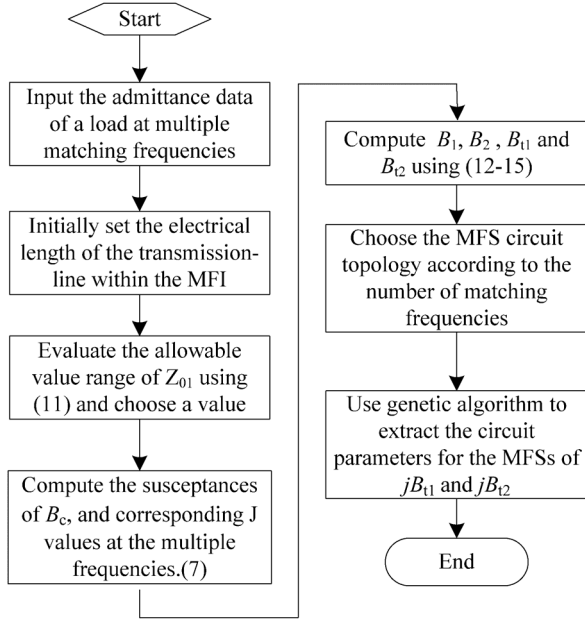 Start
Input the admittance data
of a load at multiple
matching frequencies
Initially set the electrical
length of the transmission-
line within the MFI
Evaluate the allowable
value range of Z01 using
(11) and choose a value
Compute the susceptances
of Bc, and corresponding J
values at the multiple
frequencies.(7)
Compute B1, B2 , Bt1 and
Bt2 using (12-15)
Choose the MFS circuit
topology according to the
number of matching
frequencies
Use genetic algorithm to
extract the circuit
parameters for the MFSs of
jBt1 and jBt2
End